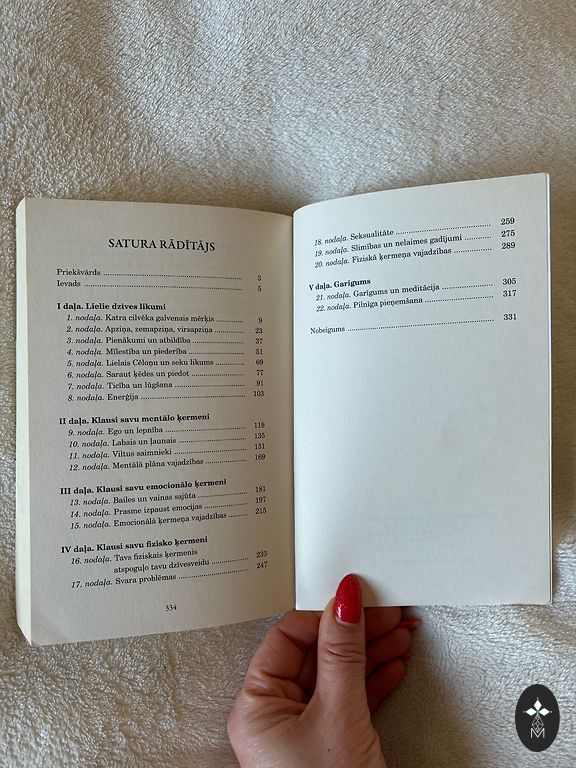 SATURA RĀDĪTĀJS
Priekšvārds ..... 3
Ievads ..... 5
I daļa. Lielie dzīves likumi
1. nodaļa. Katra cilvēka galvenais mērķis ..... 9
2. nodaļa. Apziņa, zemapziņa, virsapziņa ..... 23
3. nodaļa. Pienākumi un atbildība ..... 37
4. nodaļa. Mīlestība un piederība ..... 51
5. nodaļa. Lielais Cēloņu un seku likums ..... 69
6. nodaļa. Saraut ķēdes un piedot ..... 77
7. nodaļa. Ticība un lūgšana ..... 91
8. nodaļa. Enerģija ..... 103
II daļa. Klausi savu mentālo ķermeni
9. nodaļa. Ego un lepnība ..... 119
10. nodaļa. Labais un ļaunais ..... 135
11. nodaļa. Viltus saimnieki ..... 151
12. nodaļa. Mentālā plāna vajadzības ..... 169
III daļa. Klausi savu emocionālo ķermeni
13. nodaļa. Bailes un vainas sajūta ..... 181
14. nodaļa. Prasme izpaust emocijas ..... 197
15. nodaļa. Emocionālā ķermeņa vajadzības ..... 215
IV daļa. Klausi savu fizisko ķermeni
16. nodaļa. Tavs fiziskais ķermenis
atspoguļo tavu dzīvesveidu ..... 233
17. nodaļa. Svara problēmas ..... 247
334
18. nodaļa. Seksualitāte ..... 259
19. nodaļa. Slimības un nelaimes gadījumi ..... 275
20. nodaļa. Fiziskā ķermeņa vajadzības ..... 289
V daļa. Garīgums
21. nodaļa. Garīgums un meditācija ..... 305
22. nodaļa. Pilnīga pieņemšana ..... 317
Nobeigums ..... 331